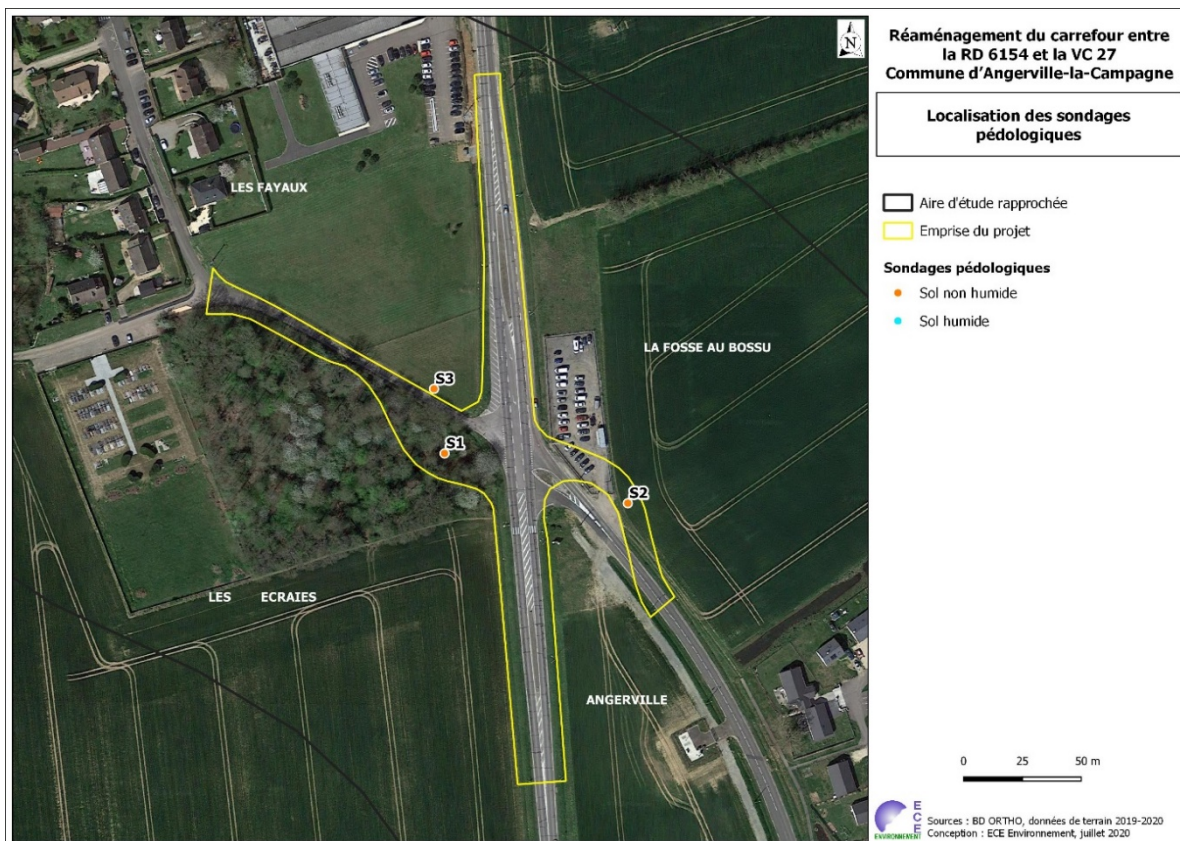 Réaménagement du carrefour entre
la RD 6154 et la VC 27
Commune d'Angerville-la-Campagne
Localisation des sondages
pédologiques
Aire d'étude rapprochée
Emprise du projet
Sondages pédologiques
Sol non humide
Sol humide
N
LES FAYAUX
LA FOSSE AU BOSSU
S3
S1
S2
LES ECRAIES
ANGERVILLE
0 25 50 m
E
C
E
ENVIRONNEMENT
Sources : BD ORTHO, données de terrain 2019-2020
Conception : ECE Environnement, juillet 2020